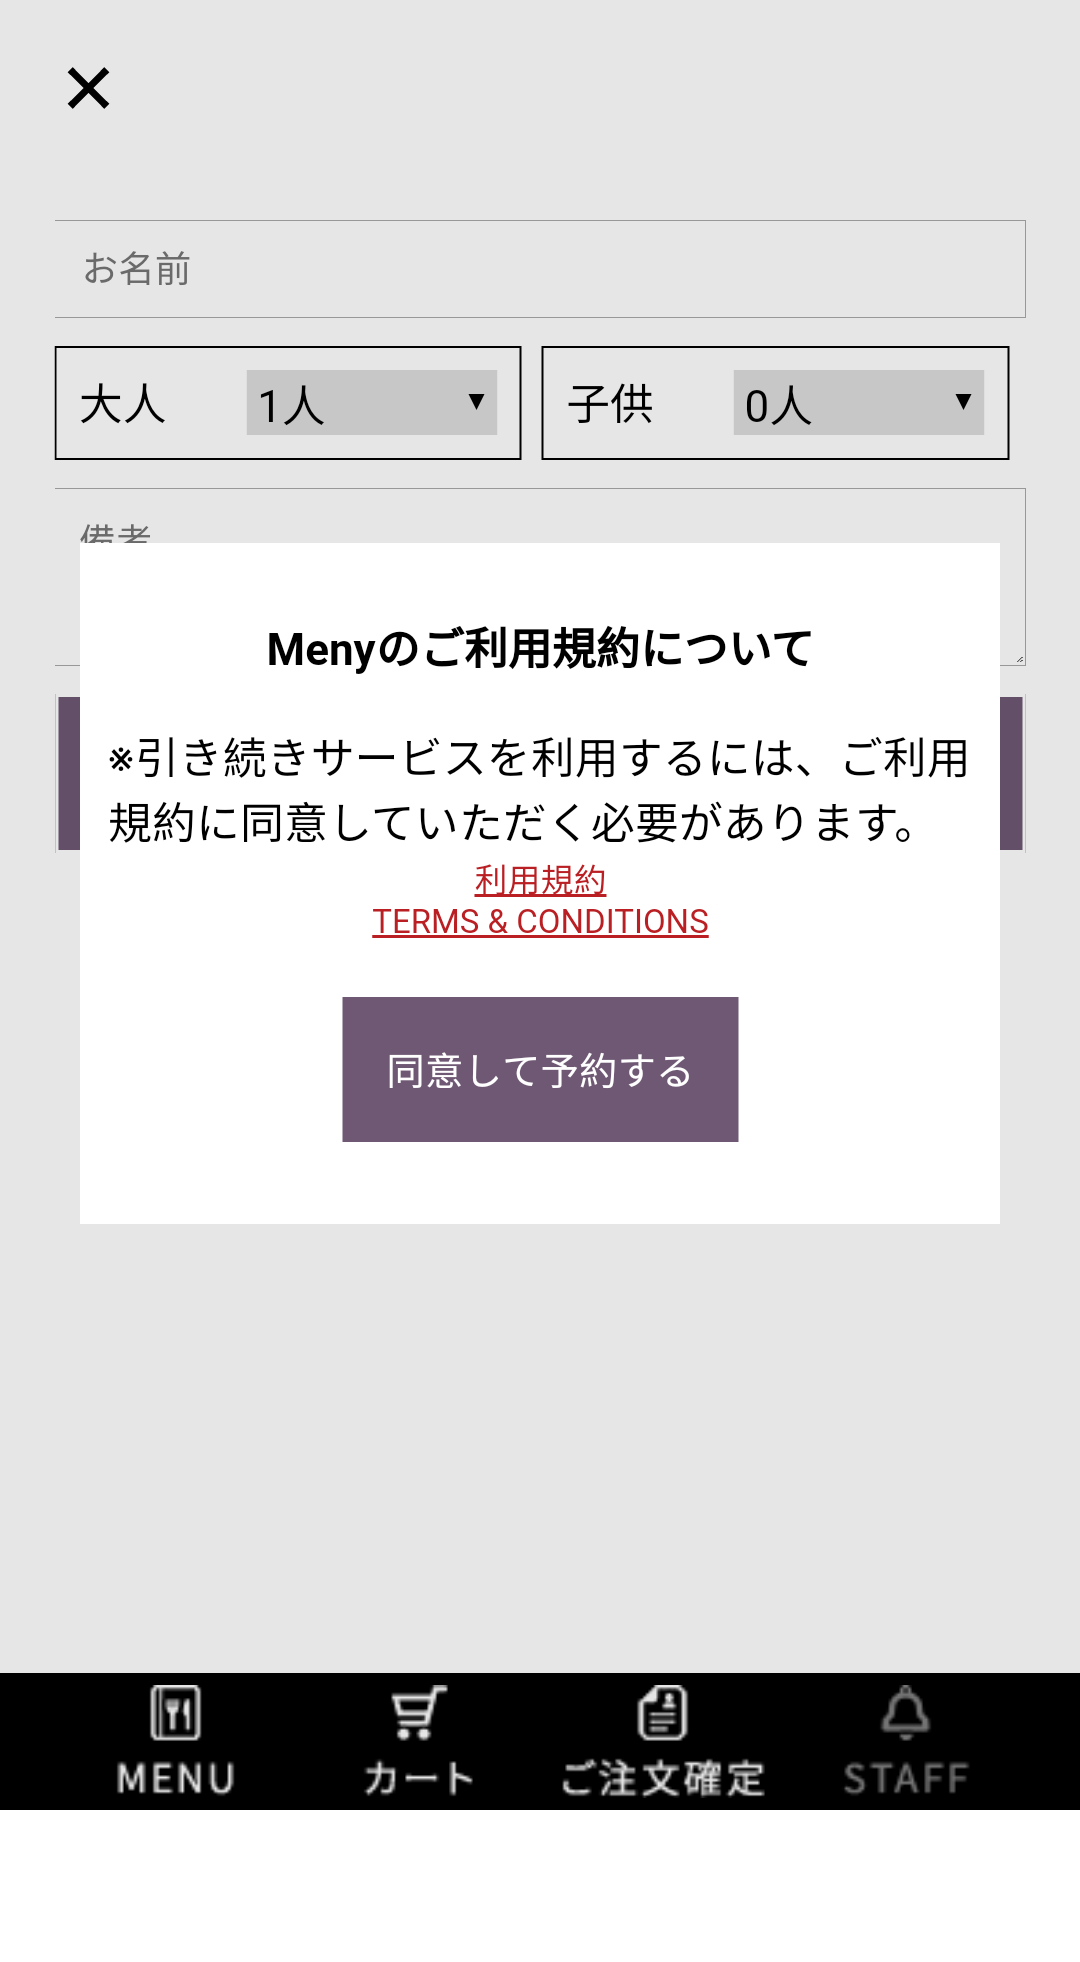 お名前
大人 1人 ▼ 子供 0人 ▼
備考
Menyのご利用規約について
※引き続きサービスを利用するには、ご利用
規約に同意していただく必要があります。
利用規約
TERMS & CONDITIONS
同意して予約する
MENU カート ご注文確定 STAFF